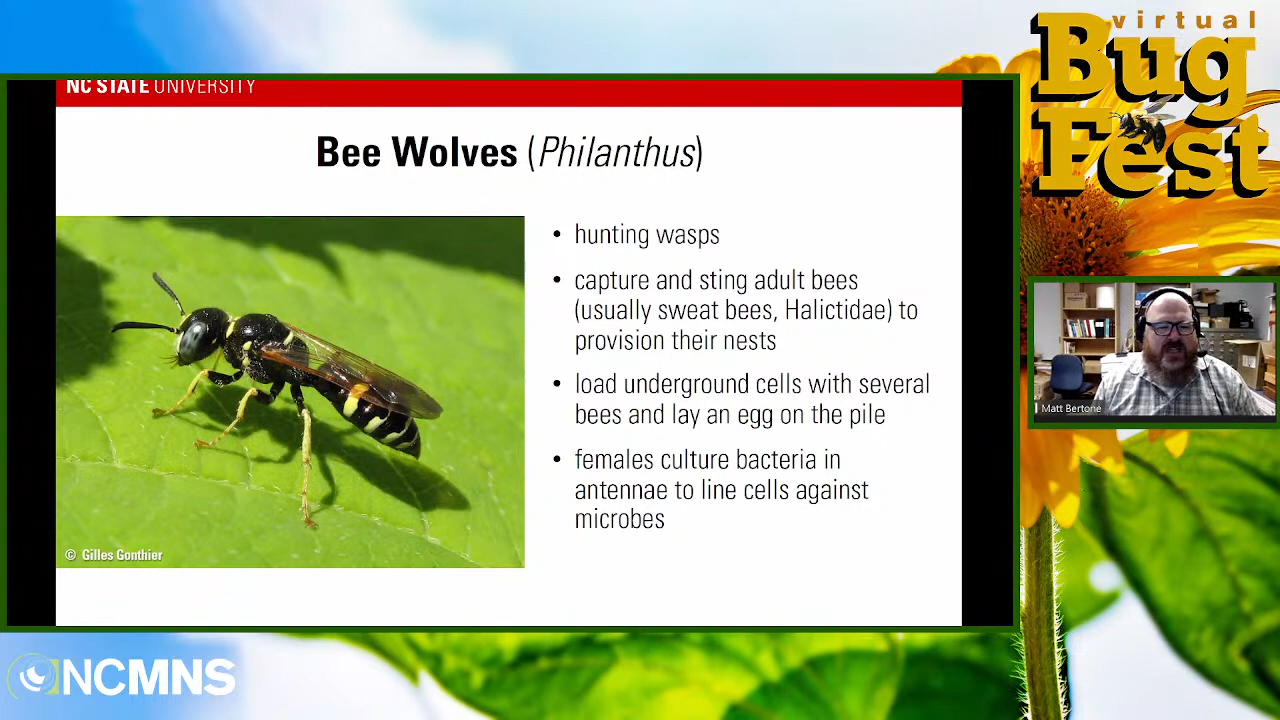 virtual
Bug
Fest
NC STATE UNIVERSITY
Bee Wolves (Philanthus)
• hunting wasps
• capture and sting adult bees
(usually sweat bees, Halictidae) to
provision their nests
• load underground cells with several
bees and lay an egg on the pile
• females culture bacteria in
antennae to line cells against
microbes
© Gilles Gonthier
Matt Bertone
NCMNS